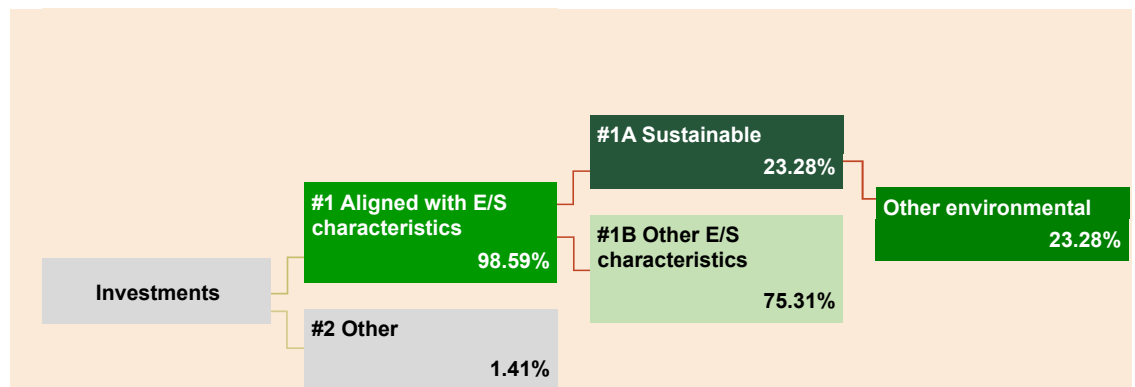 Investments
#1 Aligned with E/S
characteristics
98.59%
#2 Other
1.41%
#1A Sustainable
23.28%
#1B Other E/S
characteristics
75.31%
Other environmental
23.28%